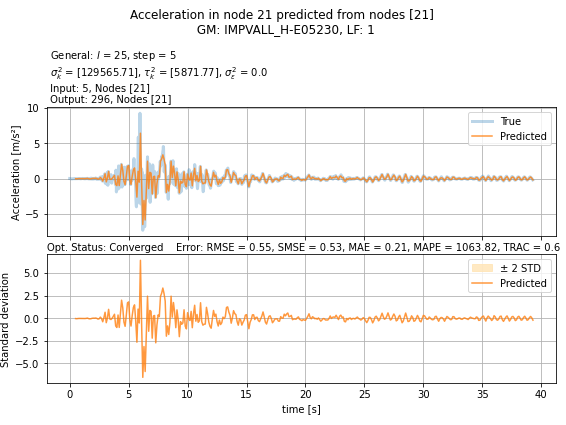 Acceleration in node 21 predicted from nodes [21]
GM: IMPVALL_H-E05230, LF: 1
General: l = 25, step = 5
σ²ₖ = [129565.71], τ²ₖ = [5871.77], σ²ε = 0.0
Input: 5, Nodes [21]
Output: 296, Nodes [21]
Acceleration [m/s²]
10
5
0
−5
True
Predicted
Opt. Status: Converged Error: RMSE = 0.55, SMSE = 0.53, MAE = 0.21, MAPE = 1063.82, TRAC = 0.6
Standard deviation
5.0
2.5
0.0
−2.5
−5.0
± 2 STD
Predicted
0 5 10 15 20 25 30 35 40
time [s]